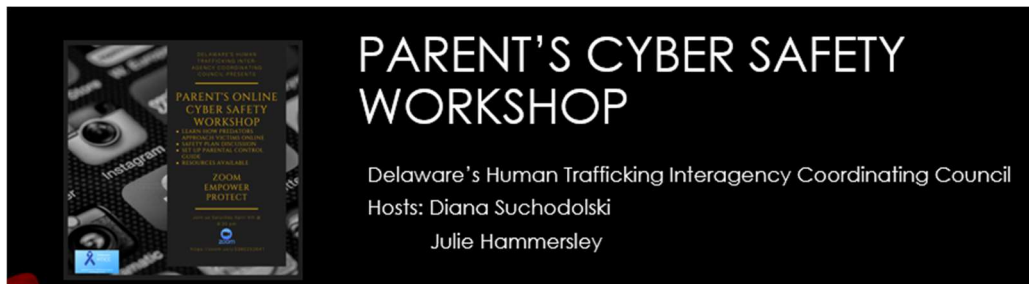 DELAWARE'S HUMAN
TRAFFICKING INTER-
AGENCY COORDINATING
COUNCIL PRESENTS:
PARENT'S ONLINE
CYBER SAFETY
WORKSHOP
• LEARN HOW PREDATORS
APPROACH VICTIMS ONLINE
• SAFETY PLAN DISCUSSION
• SET UP PARENTAL CONTROL
GUIDE
• RESOURCES AVAILABLE
ZOOM
EMPOWER
PROTECT
zoom
Instagram
PARENT'S CYBER SAFETY
WORKSHOP
Delaware's Human Trafficking Interagency Coordinating Council
Hosts: Diana Suchodolski
Julie Hammersley